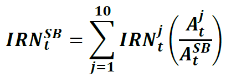 $IRN_t^{SB} = \sum_{j=1}^{10} IRN_t^j \left( \frac{A_t^j}{A_t^{SB}} \right)$